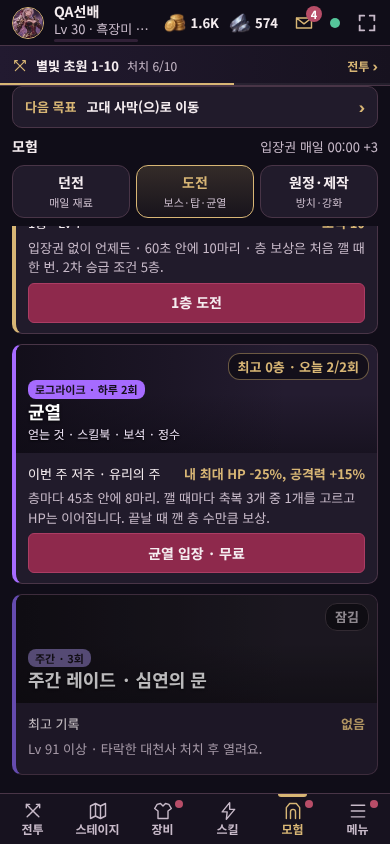 QA선배
Lv 30 · 흑장미 ···
1.6K
574
4
별빛 초원 1-10 처치 6/10
전투 ›
다음 목표 고대 사막(으)로 이동 ›
모험
입장권 매일 00:00 +3
던전
매일 재료
도전
보스·탑·균열
원정·제작
방치·강화
입장권 없이 언제든 · 60초 안에 10마리 · 층 보상은 처음 깰 때
한 번. 2차 승급 조건 5층.
1층 도전
최고 0층 · 오늘 2/2회
로그라이크 · 하루 2회
균열
얻는 것 · 스킬북 · 보석 · 정수
이번 주 저주 · 유리의 주
내 최대 HP -25%, 공격력 +15%
층마다 45초 안에 8마리. 깰 때마다 축복 3개 중 1개를 고르고
HP는 이어집니다. 끝날 때 깬 층 수만큼 보상.
균열 입장 · 무료
잠김
주간 · 3회
주간 레이드 · 심연의 문
최고 기록
없음
Lv 91 이상 · 타락한 대천사 처치 후 열려요.
전투
스테이지
장비
스킬
모험
메뉴